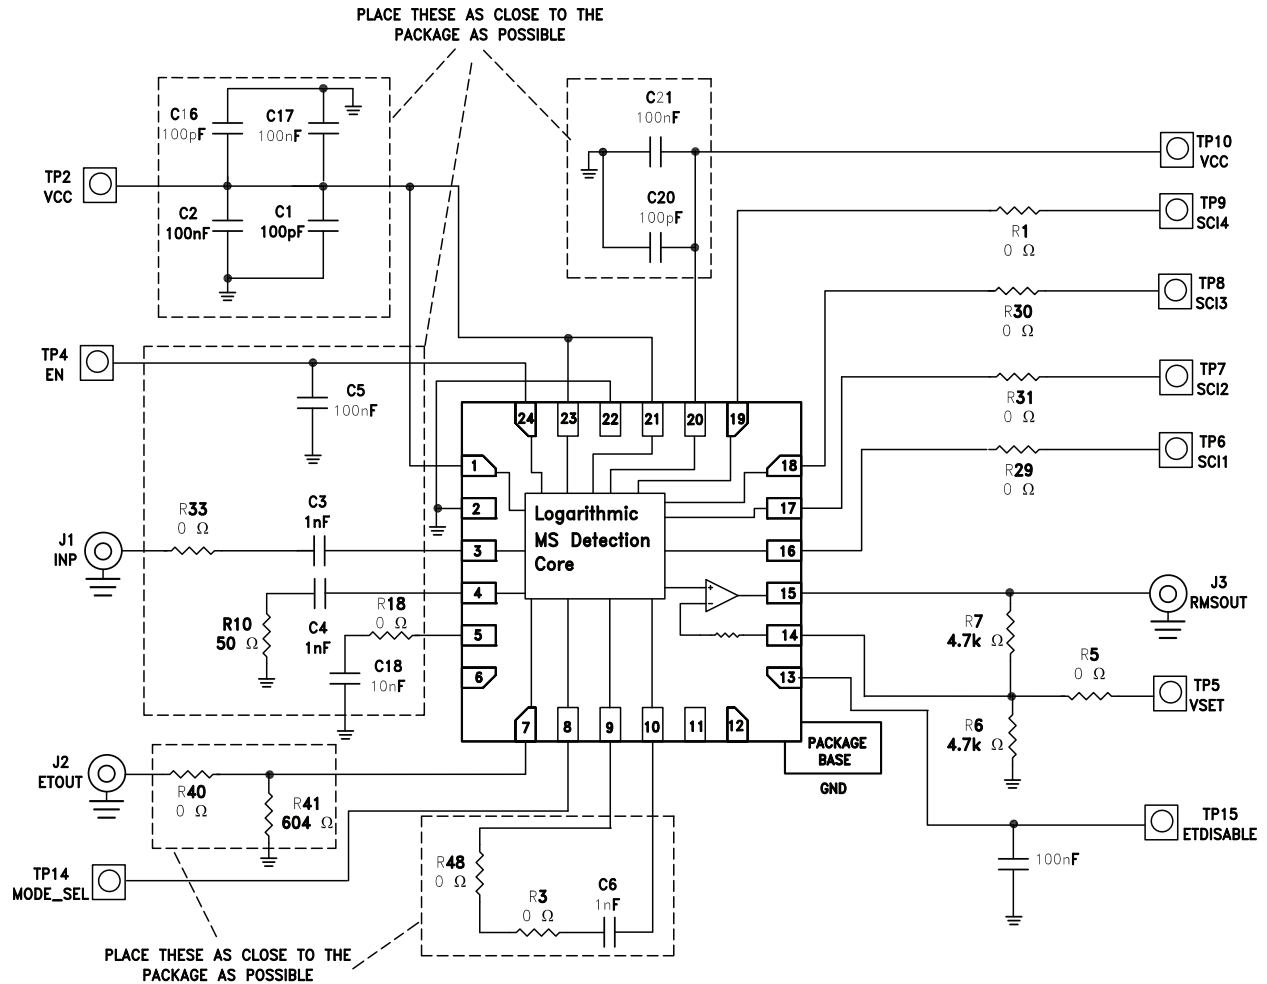 PLACE THESE AS CLOSE TO THE
PACKAGE AS POSSIBLE
C16
100pF
C17
100nF
C21
100nF
TP10
VCC
TP2
VCC
C2
100nF
C1
100pF
C20
100pF
TP9
SCI4
R1
0 Ω
TP8
SCI3
R30
0 Ω
TP4
EN
C5
100nF
TP7
SCI2
R31
0 Ω
24
23
22
21
20
19
TP6
SCI1
R29
0 Ω
1
18
2
17
3
16
4
15
5
14
6
13
7
8
9
10
11
12
Logarithmic
MS Detection
Core
+
−
J1
INP
R33
0 Ω
C3
1nF
C4
1nF
R10
50 Ω
R18
0 Ω
C18
10nF
J3
RMSOUT
R7
4.7k Ω
R5
0 Ω
TP5
VSET
R6
4.7k Ω
PACKAGE
BASE
GND
J2
ETOUT
R40
0 Ω
R41
604 Ω
TP15
ETDISABLE
100nF
TP14
MODE_SEL
R48
0 Ω
R3
0 Ω
C6
1nF
PLACE THESE AS CLOSE TO THE
PACKAGE AS POSSIBLE